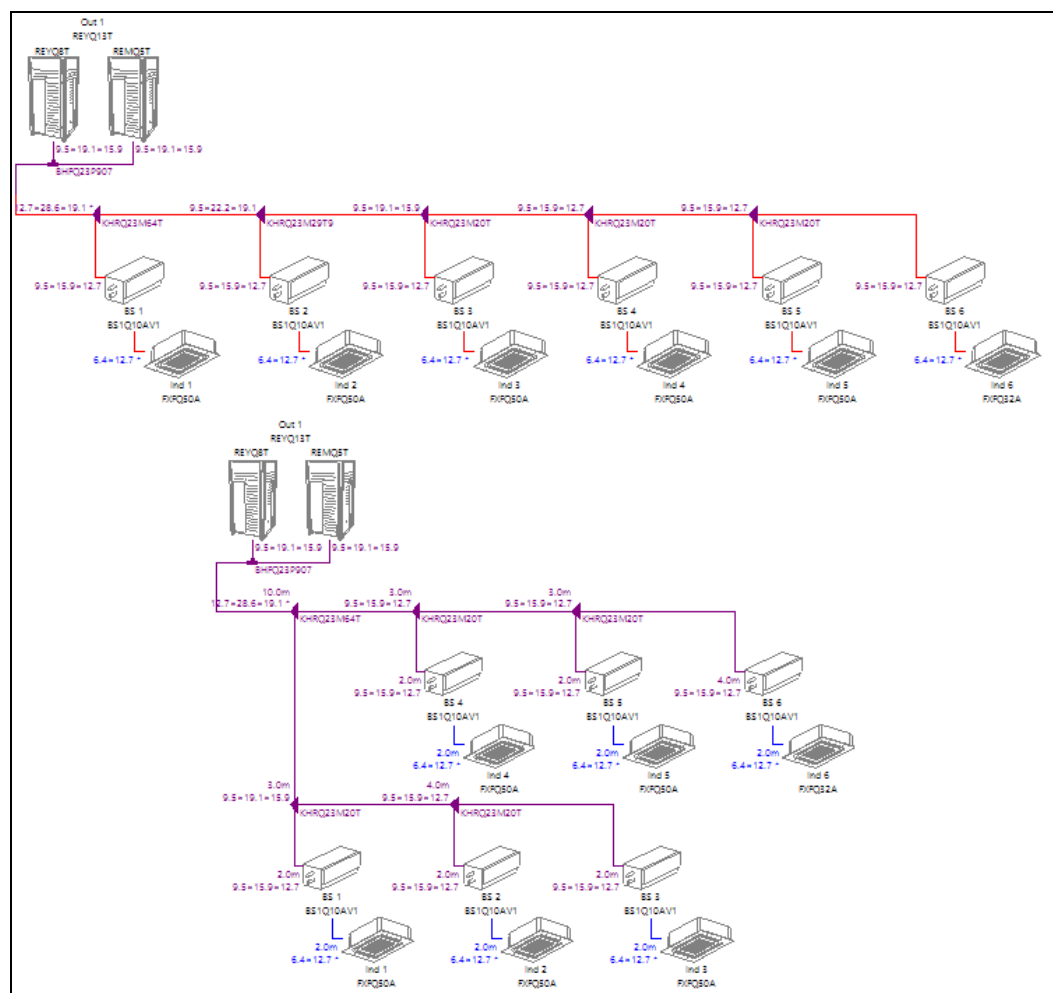 Out 1
REYQ13T
REYQ8T REMQ5T
9.5=19.1=15.9 9.5=19.1=15.9
BHFQ23P907
12.7=28.6=19.1 * 9.5=22.2=19.1 9.5=19.1=15.9 9.5=15.9=12.7 9.5=15.9=12.7
KHRQ23M64T KHRQ23M29T9 KHRQ23M20T KHRQ23M20T KHRQ23M20T
9.5=15.9=12.7 9.5=15.9=12.7 9.5=15.9=12.7 9.5=15.9=12.7 9.5=15.9=12.7 9.5=15.9=12.7
BS 1 BS 2 BS 3 BS 4 BS 5 BS 6
BS1Q10AV1 BS1Q10AV1 BS1Q10AV1 BS1Q10AV1 BS1Q10AV1 BS1Q10AV1
6.4=12.7 * 6.4=12.7 * 6.4=12.7 * 6.4=12.7 * 6.4=12.7 * 6.4=12.7 *
Ind 1 Ind 2 Ind 3 Ind 4 Ind 5 Ind 6
FXFQ50A FXFQ50A FXFQ50A FXFQ50A FXFQ50A FXFQ32A
Out 1
REYQ13T
REYQ8T REMQ5T
9.5=19.1=15.9 9.5=19.1=15.9
BHFQ23P907
10.0m 3.0m 3.0m
12.7=28.6=19.1 * 9.5=15.9=12.7 9.5=15.9=12.7
KHRQ23M64T KHRQ23M20T KHRQ23M20T
2.0m 2.0m 4.0m
9.5=15.9=12.7 9.5=15.9=12.7 9.5=15.9=12.7
BS 4 BS 5 BS 6
BS1Q10AV1 BS1Q10AV1 BS1Q10AV1
2.0m 2.0m 2.0m
6.4=12.7 * 6.4=12.7 * 6.4=12.7 *
Ind 4 Ind 5 Ind 6
FXFQ50A FXFQ50A FXFQ32A
3.0m 4.0m
9.5=19.1=15.9 9.5=15.9=12.7
KHRQ23M20T KHRQ23M20T
2.0m 2.0m 2.0m
9.5=15.9=12.7 9.5=15.9=12.7 9.5=15.9=12.7
BS 1 BS 2 BS 3
BS1Q10AV1 BS1Q10AV1 BS1Q10AV1
2.0m 2.0m 2.0m
6.4=12.7 * 6.4=12.7 * 6.4=12.7 *
Ind 1 Ind 2 Ind 3
FXFQ50A FXFQ50A FXFQ50A